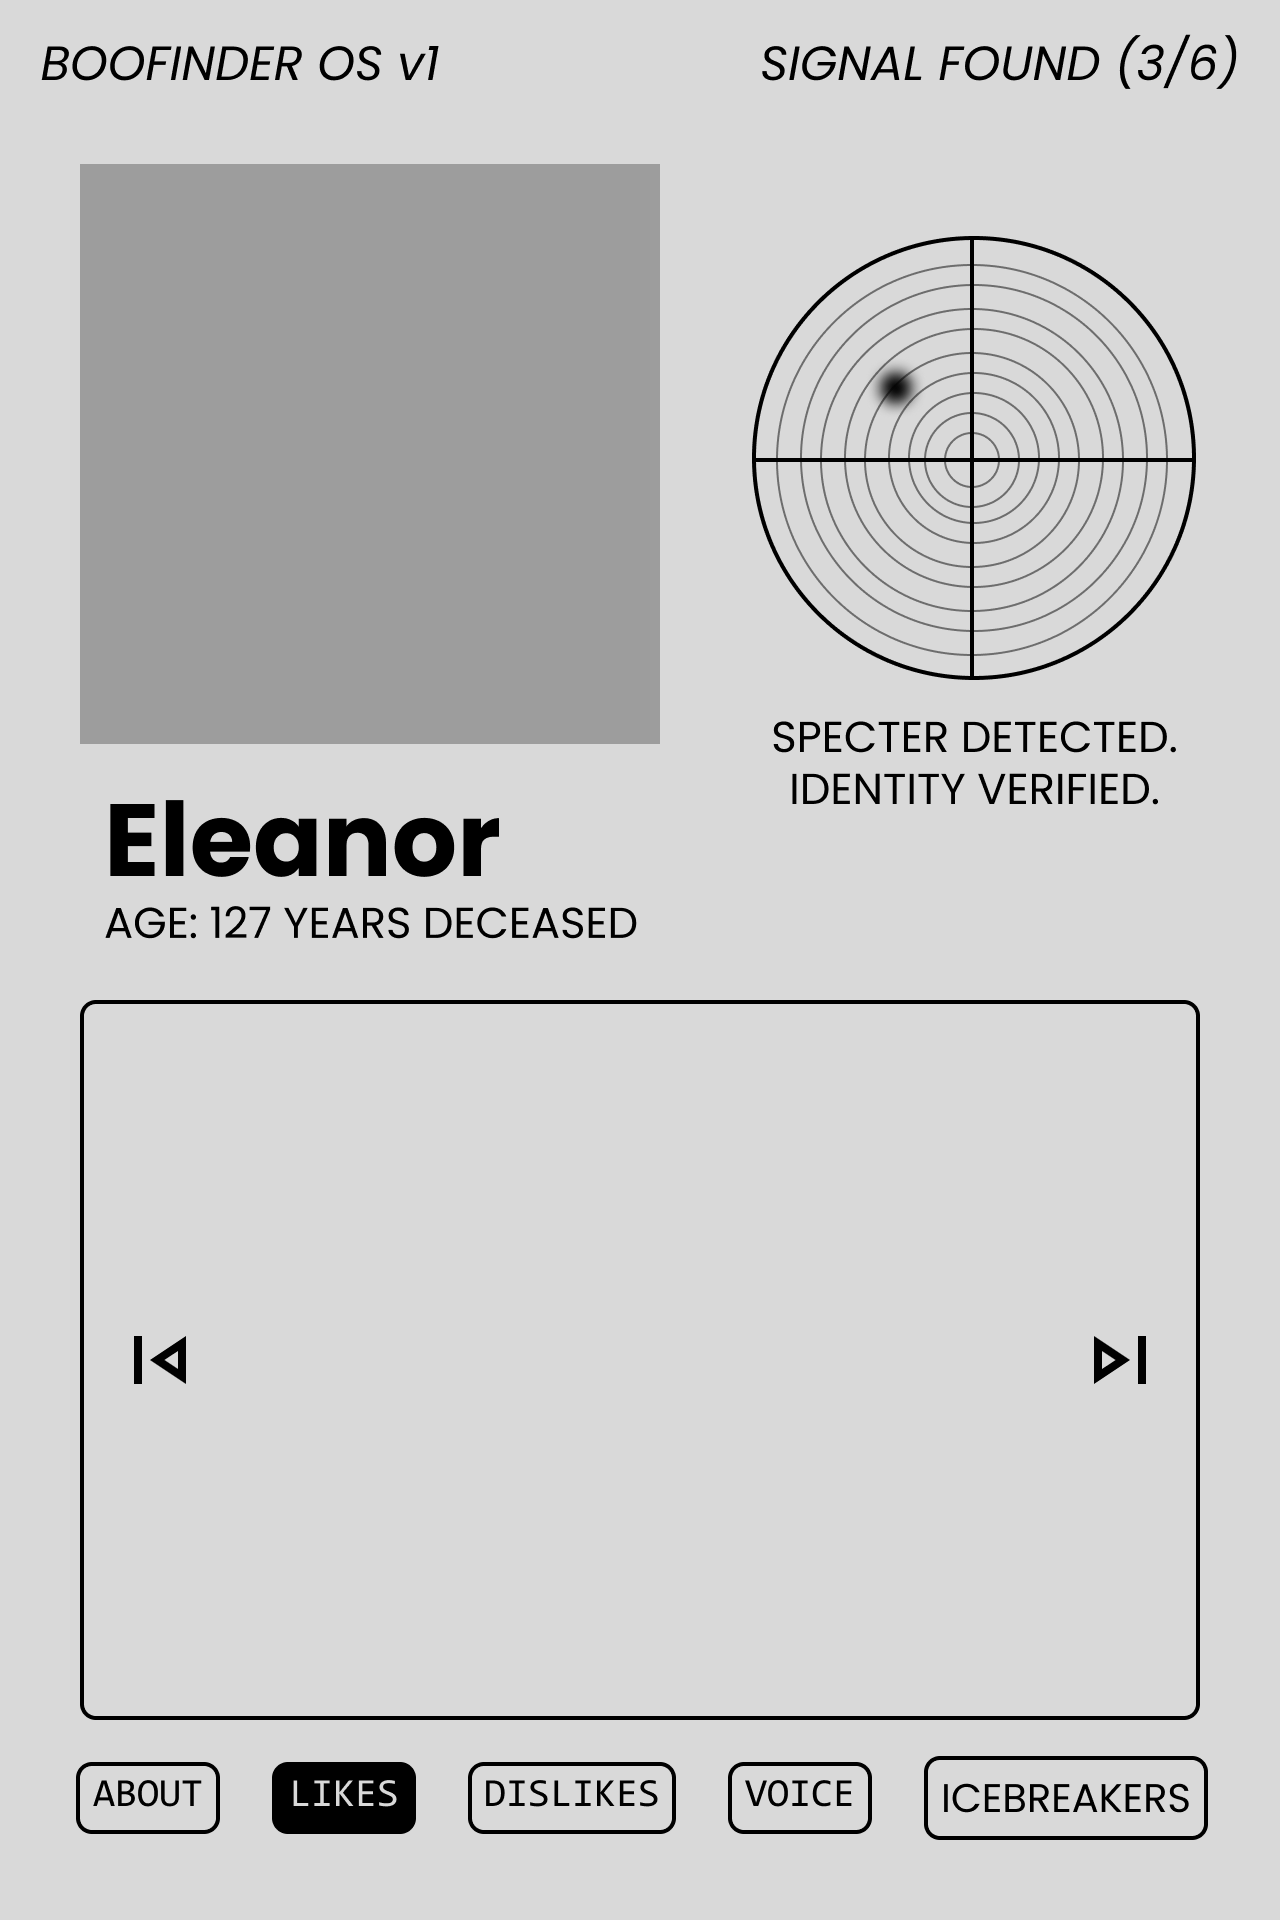 BOOFINDER OS v1
SIGNAL FOUND (3/6)
SPECTER DETECTED.
IDENTITY VERIFIED.
Eleanor
AGE: 127 YEARS DECEASED
ABOUT
LIKES
DISLIKES
VOICE
ICEBREAKERS